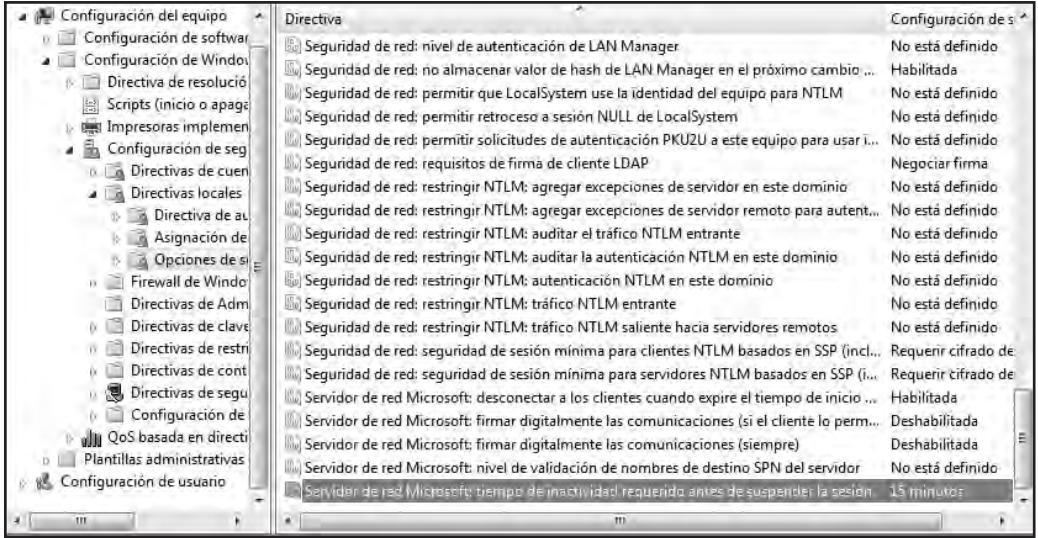 Configuración del equipo
Configuración de softwar
Configuración de Window
Directiva de resolució
Scripts (inicio o apaga
Impresoras implemen
Configuración de seg
Directivas de cuen
Directivas locales
Directiva de au
Asignación de
Opciones de s
Firewall de Windo
Directivas de Adm
Directivas de clave
Directivas de restri
Directivas de cont
Directivas de segu
Configuración de
QoS basada en directi
Plantillas administrativas
Configuración de usuario
Directiva Configuración de s
Seguridad de red: nivel de autenticación de LAN Manager No está definido
Seguridad de red: no almacenar valor de hash de LAN Manager en el próximo cambio ... Habilitada
Seguridad de red: permitir que LocalSystem use la identidad del equipo para NTLM No está definido
Seguridad de red: permitir retroceso a sesión NULL de LocalSystem No está definido
Seguridad de red: permitir solicitudes de autenticación PKU2U a este equipo para usar i... No está definido
Seguridad de red: requisitos de firma de cliente LDAP Negociar firma
Seguridad de red: restringir NTLM: agregar excepciones de servidor en este dominio No está definido
Seguridad de red: restringir NTLM: agregar excepciones de servidor remoto para autent... No está definido
Seguridad de red: restringir NTLM: auditar el tráfico NTLM entrante No está definido
Seguridad de red: restringir NTLM: auditar la autenticación NTLM en este dominio No está definido
Seguridad de red: restringir NTLM: autenticación NTLM en este dominio No está definido
Seguridad de red: restringir NTLM: tráfico NTLM entrante No está definido
Seguridad de red: restringir NTLM: tráfico NTLM saliente hacia servidores remotos No está definido
Seguridad de red: seguridad de sesión mínima para clientes NTLM basados en SSP (incl... Requerir cifrado de
Seguridad de red: seguridad de sesión mínima para servidores NTLM basados en SSP (i... Requerir cifrado de
Servidor de red Microsoft: desconectar a los clientes cuando expire el tiempo de inicio ... Habilitada
Servidor de red Microsoft: firmar digitalmente las comunicaciones (si el cliente lo perm... Deshabilitada
Servidor de red Microsoft: firmar digitalmente las comunicaciones (siempre) Deshabilitada
Servidor de red Microsoft: nivel de validación de nombres de destino SPN del servidor No está definido
Servidor de red Microsoft: tiempo de inactividad requerido antes de suspender la sesión 15 minutos